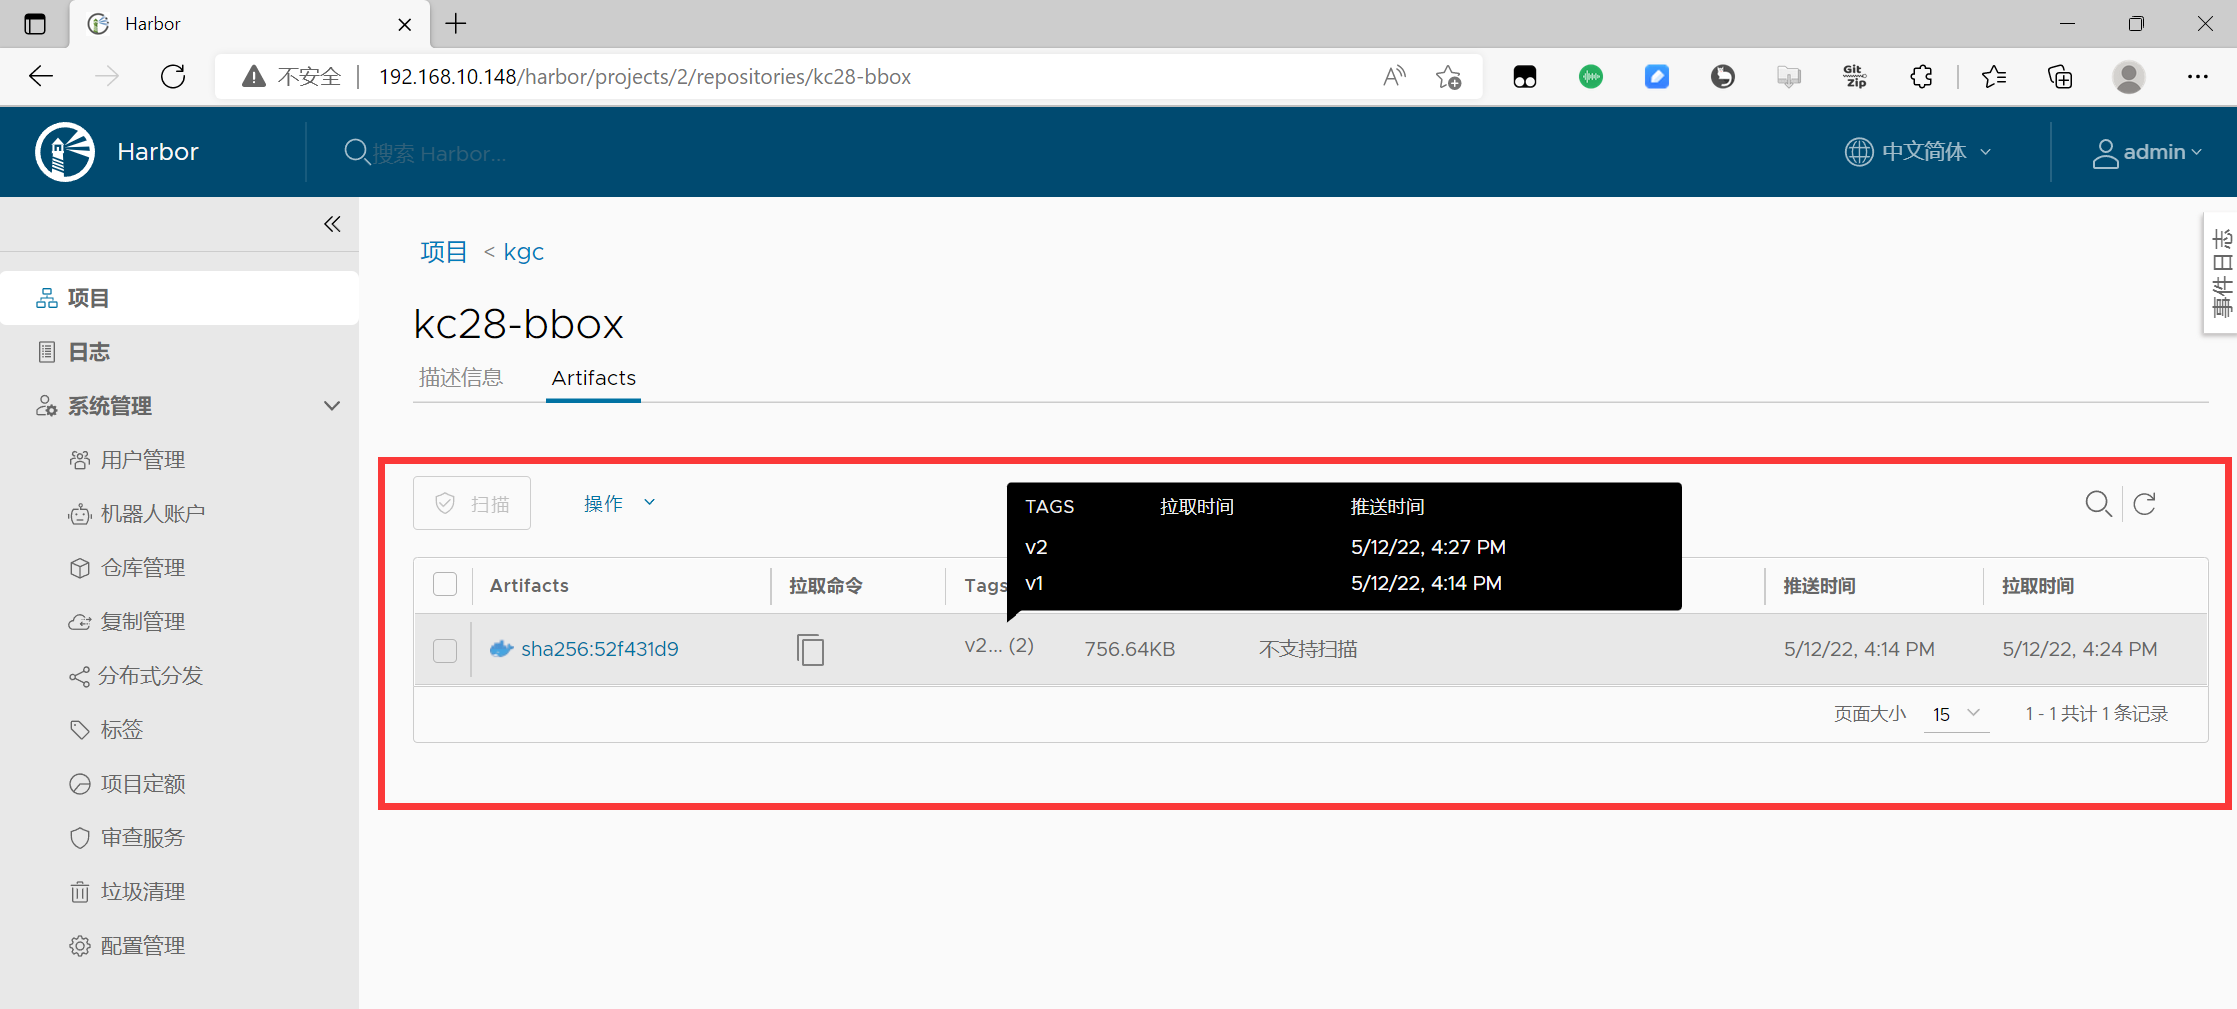 Harbor
不安全
192.168.10.148/harbor/projects/2/repositories/kc28-bbox
Git Zip
Harbor
搜索 Harbor...
中文简体
admin
事件日志
项目
日志
系统管理
用户管理
机器人账户
仓库管理
复制管理
分布式分发
标签
项目定额
审查服务
垃圾清理
配置管理
项目 < kgc
kc28-bbox
描述信息 Artifacts
扫描 操作
TAGS 拉取时间 推送时间
v2 5/12/22, 4:27 PM
v1 5/12/22, 4:14 PM
Artifacts 拉取命令 Tags 推送时间 拉取时间
sha256:52f431d9 v2... (2) 756.64KB 不支持扫描 5/12/22, 4:14 PM 5/12/22, 4:24 PM
页面大小 15 1 - 1 共计 1 条记录